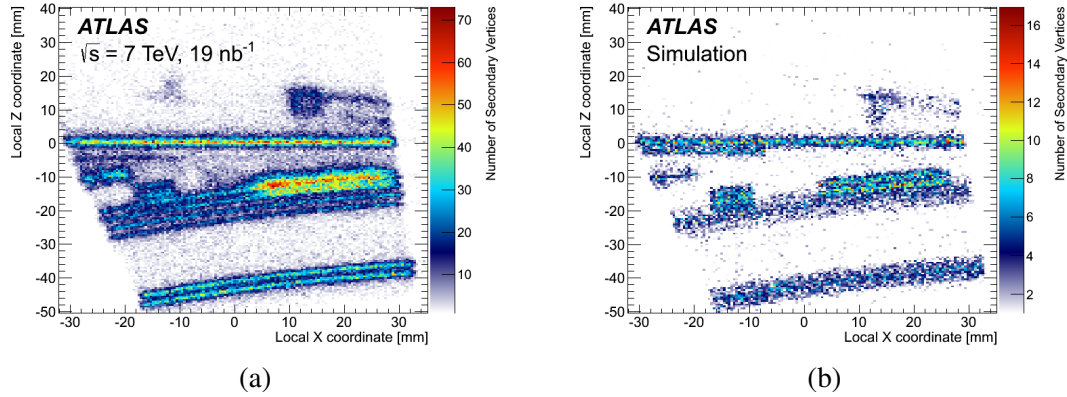 ATLAS
√s = 7 TeV, 19 nb⁻¹
Local Z coordinate [mm]
50
40
30
20
10
0
-10
-20
-30
-40
-50
-30 -20 -10 0 10 20 30
Local X coordinate [mm]
70
60
50
40
30
20
10
Number of Secondary Vertices
(a)
ATLAS
Simulation
Local Z coordinate [mm]
40
30
20
10
0
-10
-20
-30
-40
-50
-30 -20 -10 0 10 20 30
Local X coordinate [mm]
16
14
12
10
8
6
4
2
Number of Secondary Vertices
(b)